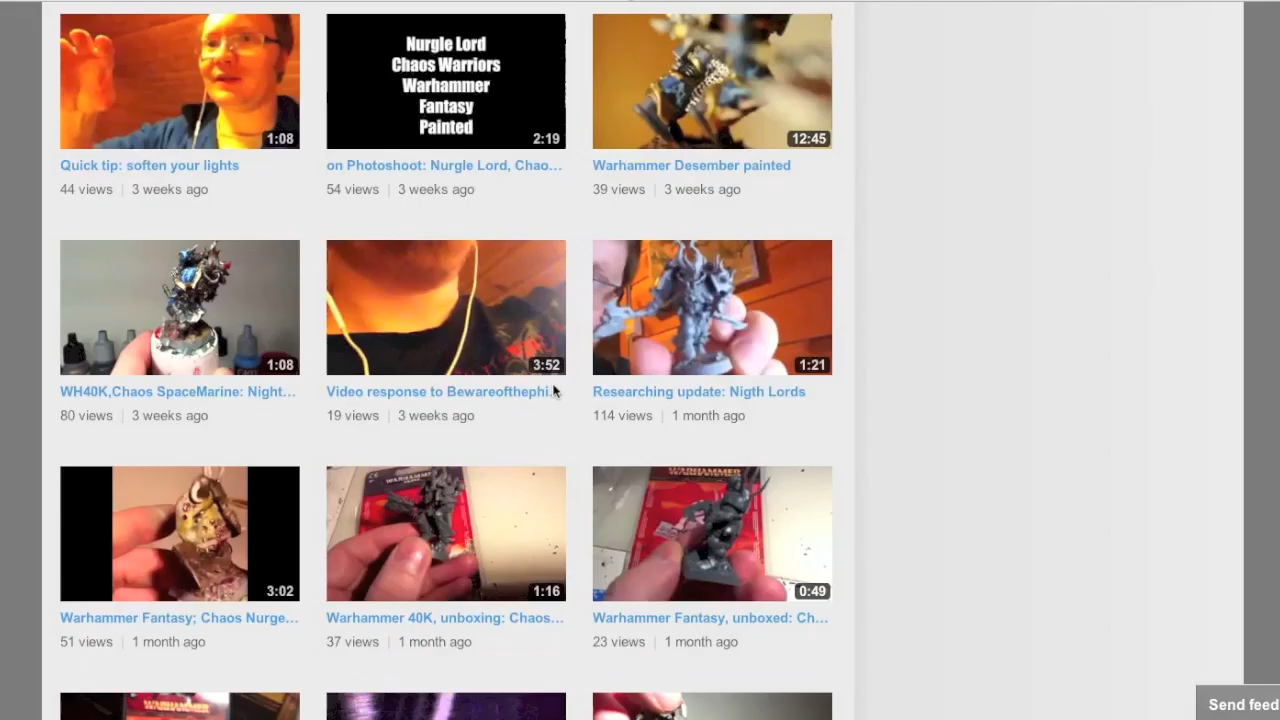 1:08
Nurgle Lord
Chaos Warriors
Warhammer
Fantasy
Painted
2:19
12:45
Quick tip: soften your lights
on Photoshoot: Nurgle Lord, Chao...
Warhammer Desember painted
44 views | 3 weeks ago
54 views | 3 weeks ago
39 views | 3 weeks ago
1:08
3:52
1:21
WH40K,Chaos SpaceMarine: Night...
Video response to Bewareofthephi...
Researching update: Nigth Lords
80 views | 3 weeks ago
19 views | 3 weeks ago
114 views | 1 month ago
WARHAMMER
WARHAMMER
3:02
1:16
0:49
Warhammer Fantasy; Chaos Nurge...
Warhammer 40K, unboxing: Chaos...
Warhammer Fantasy, unboxed: Ch...
51 views | 1 month ago
37 views | 1 month ago
23 views | 1 month ago
WARHAMMER
Send feed